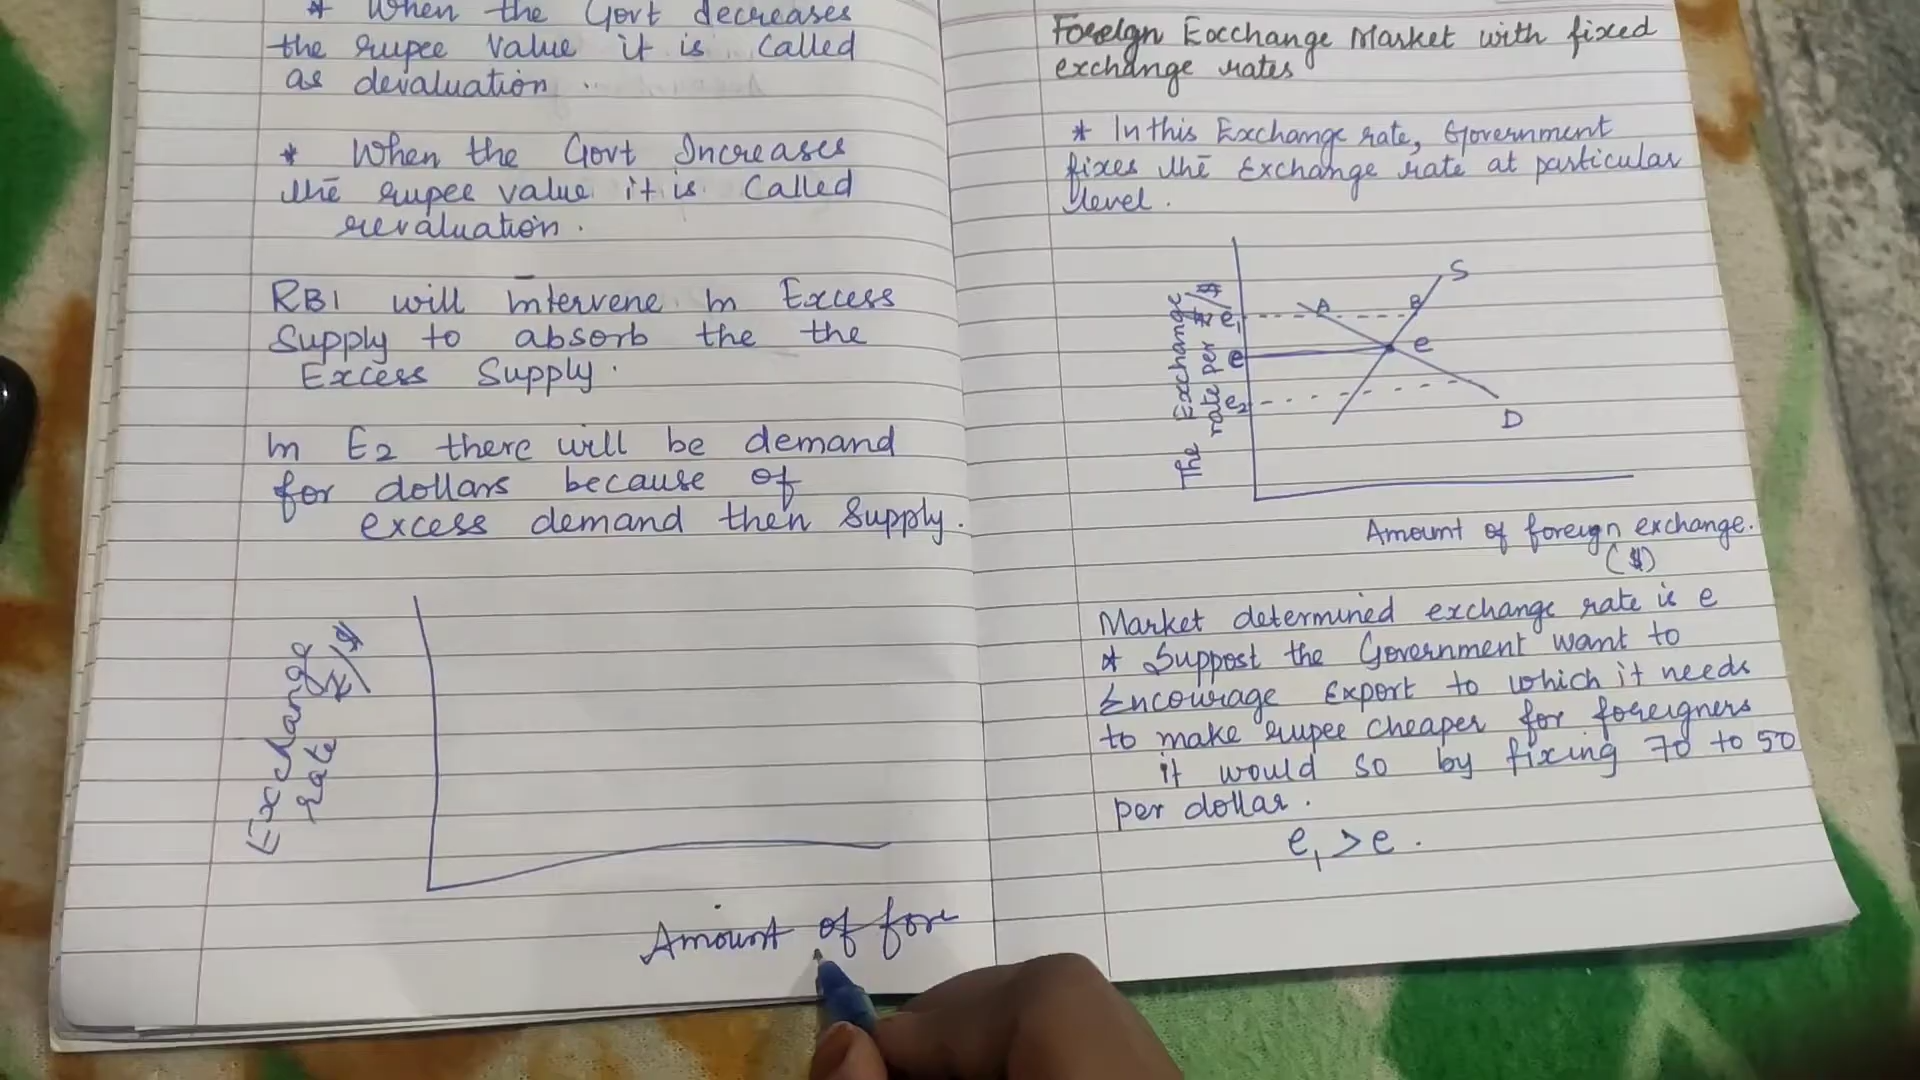 * When the Govt decreases
the rupee value it is called
as devaluation.
* When the Govt Increases
the rupee value it is called
revaluation.
RBI will intervene in Excess
Supply to absorb the the
Excess Supply.
In E2 there will be demand
for dollars because of
excess demand then supply.
Exchange
rate ₹/$
Amount of fore
Foreign Exchange Market with fixed
exchange rates
* In this Exchange rate, Government
fixes the Exchange rate at particular
level.
The Exchange
rate per ₹/$
e1
e
e2
A
B
S
e
D
Amount of foreign exchange.
($)
Market determined exchange rate is e
* Suppost the Government want to
Encourage Export to which it needs
to make rupee cheaper for foreigners
it would so by fixing 70 to 50
per dollar.
e1 > e.